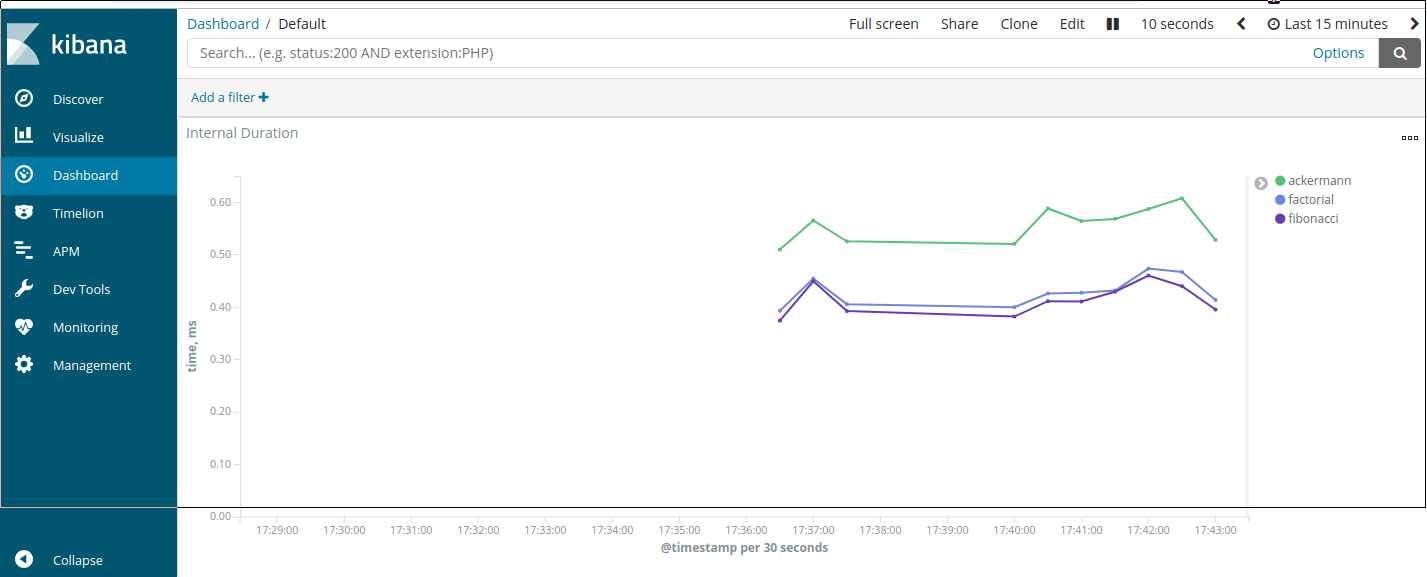 kibana
Discover
Visualize
Dashboard
Timelion
APM
Dev Tools
Monitoring
Management
Collapse
Dashboard / Default
Full screen Share Clone Edit 10 seconds Last 15 minutes
Search... (e.g. status:200 AND extension:PHP) Options
Add a filter
Internal Duration
ackermann
factorial
fibonacci
time, ms
0.60
0.50
0.40
0.30
0.20
0.10
0.00
17:29:00 17:30:00 17:31:00 17:32:00 17:33:00 17:34:00 17:35:00 17:36:00 17:37:00 17:38:00 17:39:00 17:40:00 17:41:00 17:42:00 17:43:00
@timestamp per 30 seconds